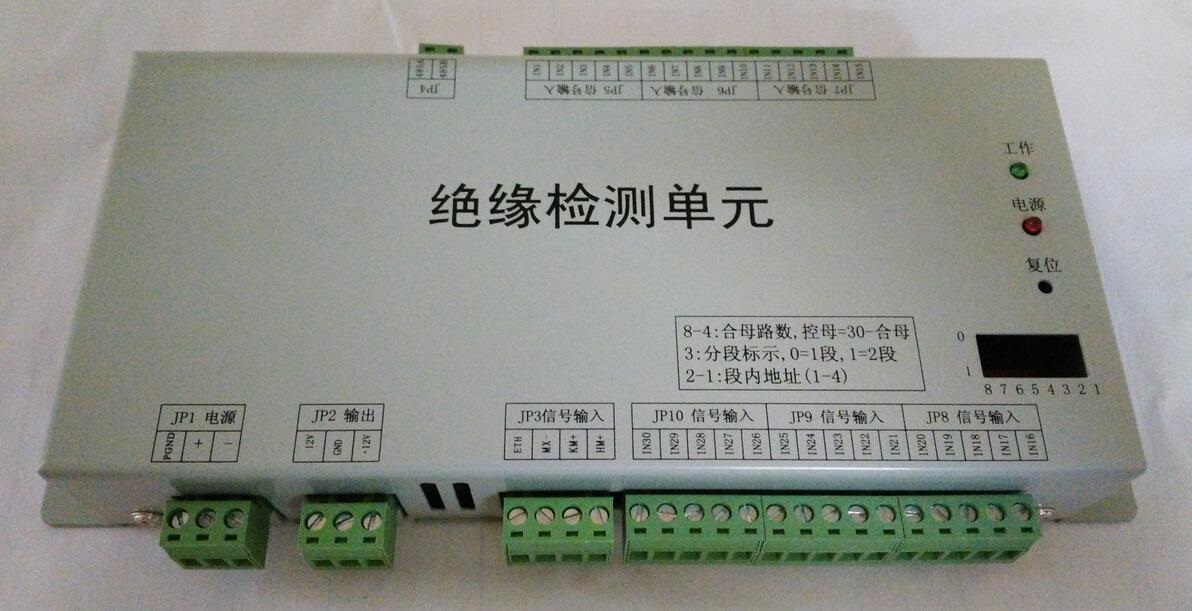 485A 485B
JP4
IN1 IN2 IN3 IN4 IN5 IN6 IN7 IN8 IN9 IN10 IN11 IN12 IN13 IN14 IN15
JP5 信号输入 JP6 信号输入 JP7 信号输入
工作
电源
复位
绝缘检测单元
8-4:合母路数,控母=30-合母
3:分段标示,0=1段,1=2段
2-1:段内地址(1-4)
0
1
8 7 6 5 4 3 2 1
JP1 电源
PGND + -
JP2 输出
12V GND -12V
JP3信号输入
ETH MX- KM+ HM+
JP10 信号输入 JP9 信号输入 JP8 信号输入
IN30 IN29 IN28 IN27 IN26 IN25 IN24 IN23 IN22 IN21 IN20 IN19 IN18 IN17 IN16